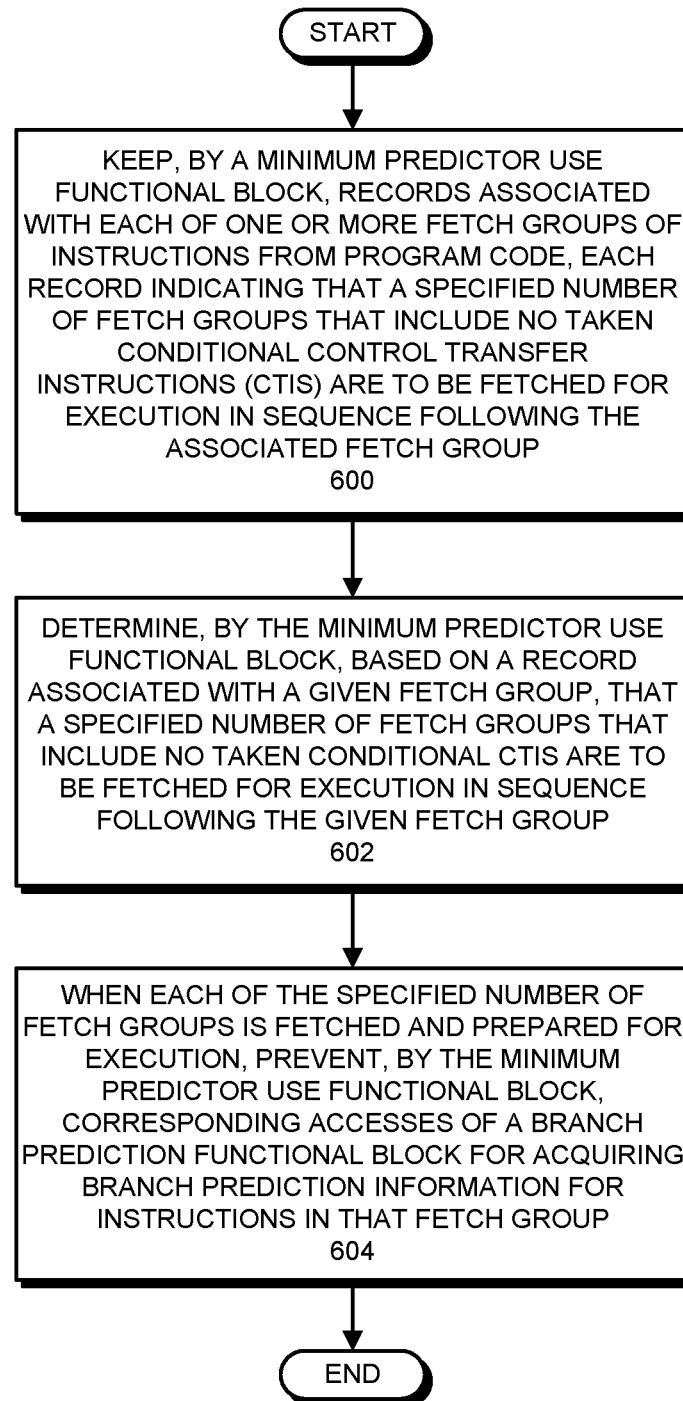 START
KEEP, BY A MINIMUM PREDICTOR USE
FUNCTIONAL BLOCK, RECORDS ASSOCIATED
WITH EACH OF ONE OR MORE FETCH GROUPS OF
INSTRUCTIONS FROM PROGRAM CODE, EACH
RECORD INDICATING THAT A SPECIFIED NUMBER
OF FETCH GROUPS THAT INCLUDE NO TAKEN
CONDITIONAL CONTROL TRANSFER
INSTRUCTIONS (CTIS) ARE TO BE FETCHED FOR
EXECUTION IN SEQUENCE FOLLOWING THE
ASSOCIATED FETCH GROUP
600
DETERMINE, BY THE MINIMUM PREDICTOR USE
FUNCTIONAL BLOCK, BASED ON A RECORD
ASSOCIATED WITH A GIVEN FETCH GROUP, THAT
A SPECIFIED NUMBER OF FETCH GROUPS THAT
INCLUDE NO TAKEN CONDITIONAL CTIS ARE TO
BE FETCHED FOR EXECUTION IN SEQUENCE
FOLLOWING THE GIVEN FETCH GROUP
602
WHEN EACH OF THE SPECIFIED NUMBER OF
FETCH GROUPS IS FETCHED AND PREPARED FOR
EXECUTION, PREVENT, BY THE MINIMUM
PREDICTOR USE FUNCTIONAL BLOCK,
CORRESPONDING ACCESSES OF A BRANCH
PREDICTION FUNCTIONAL BLOCK FOR ACQUIRING
BRANCH PREDICTION INFORMATION FOR
INSTRUCTIONS IN THAT FETCH GROUP
604
END